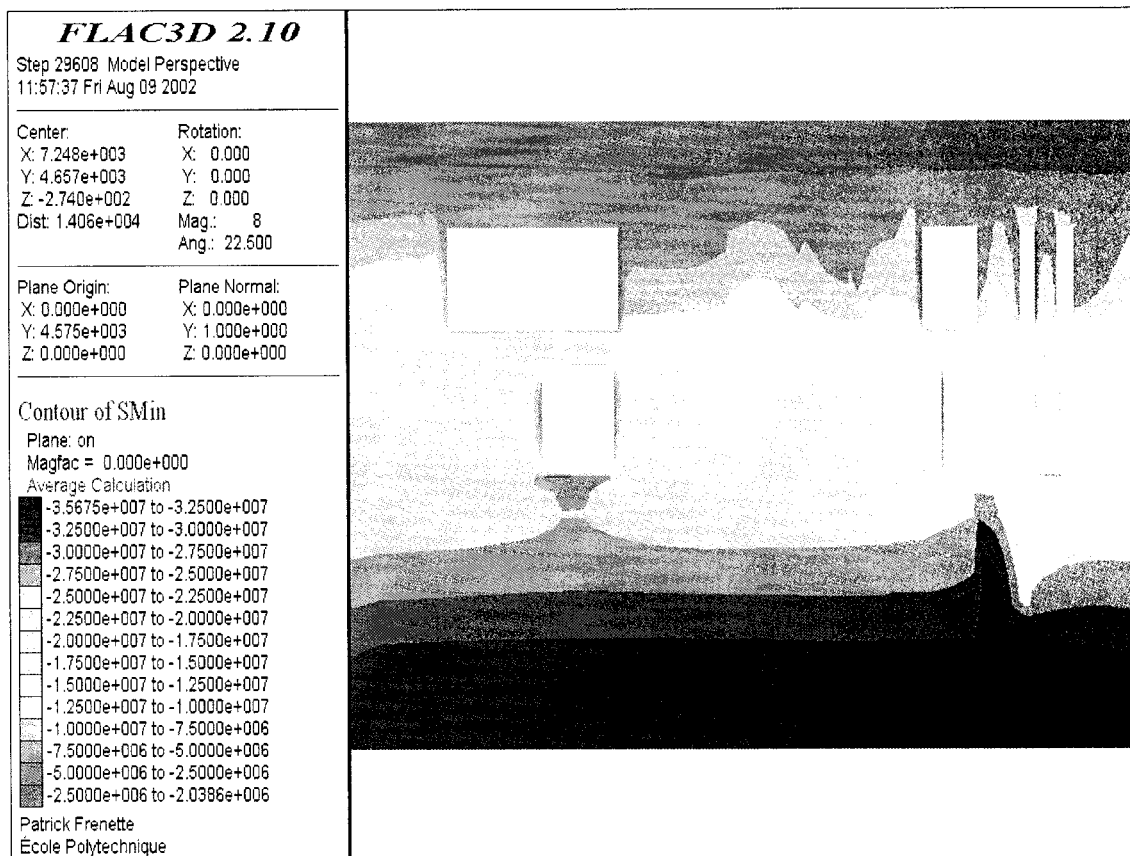 FLAC3D 2.10
Step 29608 Model Perspective
11:57:37 Fri Aug 09 2002
Center:
X: 7.248e+003
Y: 4.657e+003
Z: -2.740e+002
Dist: 1.406e+004
Rotation:
X: 0.000
Y: 0.000
Z: 0.000
Mag.: 8
Ang.: 22.500
Plane Origin:
X: 0.000e+000
Y: 4.575e+003
Z: 0.000e+000
Plane Normal:
X: 0.000e+000
Y: 1.000e+000
Z: 0.000e+000
Contour of SMin
Plane: on
Magfac = 0.000e+000
Average Calculation
-3.5675e+007 to -3.2500e+007
-3.2500e+007 to -3.0000e+007
-3.0000e+007 to -2.7500e+007
-2.7500e+007 to -2.5000e+007
-2.5000e+007 to -2.2500e+007
-2.2500e+007 to -2.0000e+007
-2.0000e+007 to -1.7500e+007
-1.7500e+007 to -1.5000e+007
-1.5000e+007 to -1.2500e+007
-1.2500e+007 to -1.0000e+007
-1.0000e+007 to -7.5000e+006
-7.5000e+006 to -5.0000e+006
-5.0000e+006 to -2.5000e+006
-2.5000e+006 to -2.0386e+006
Patrick Frenette
École Polytechnique